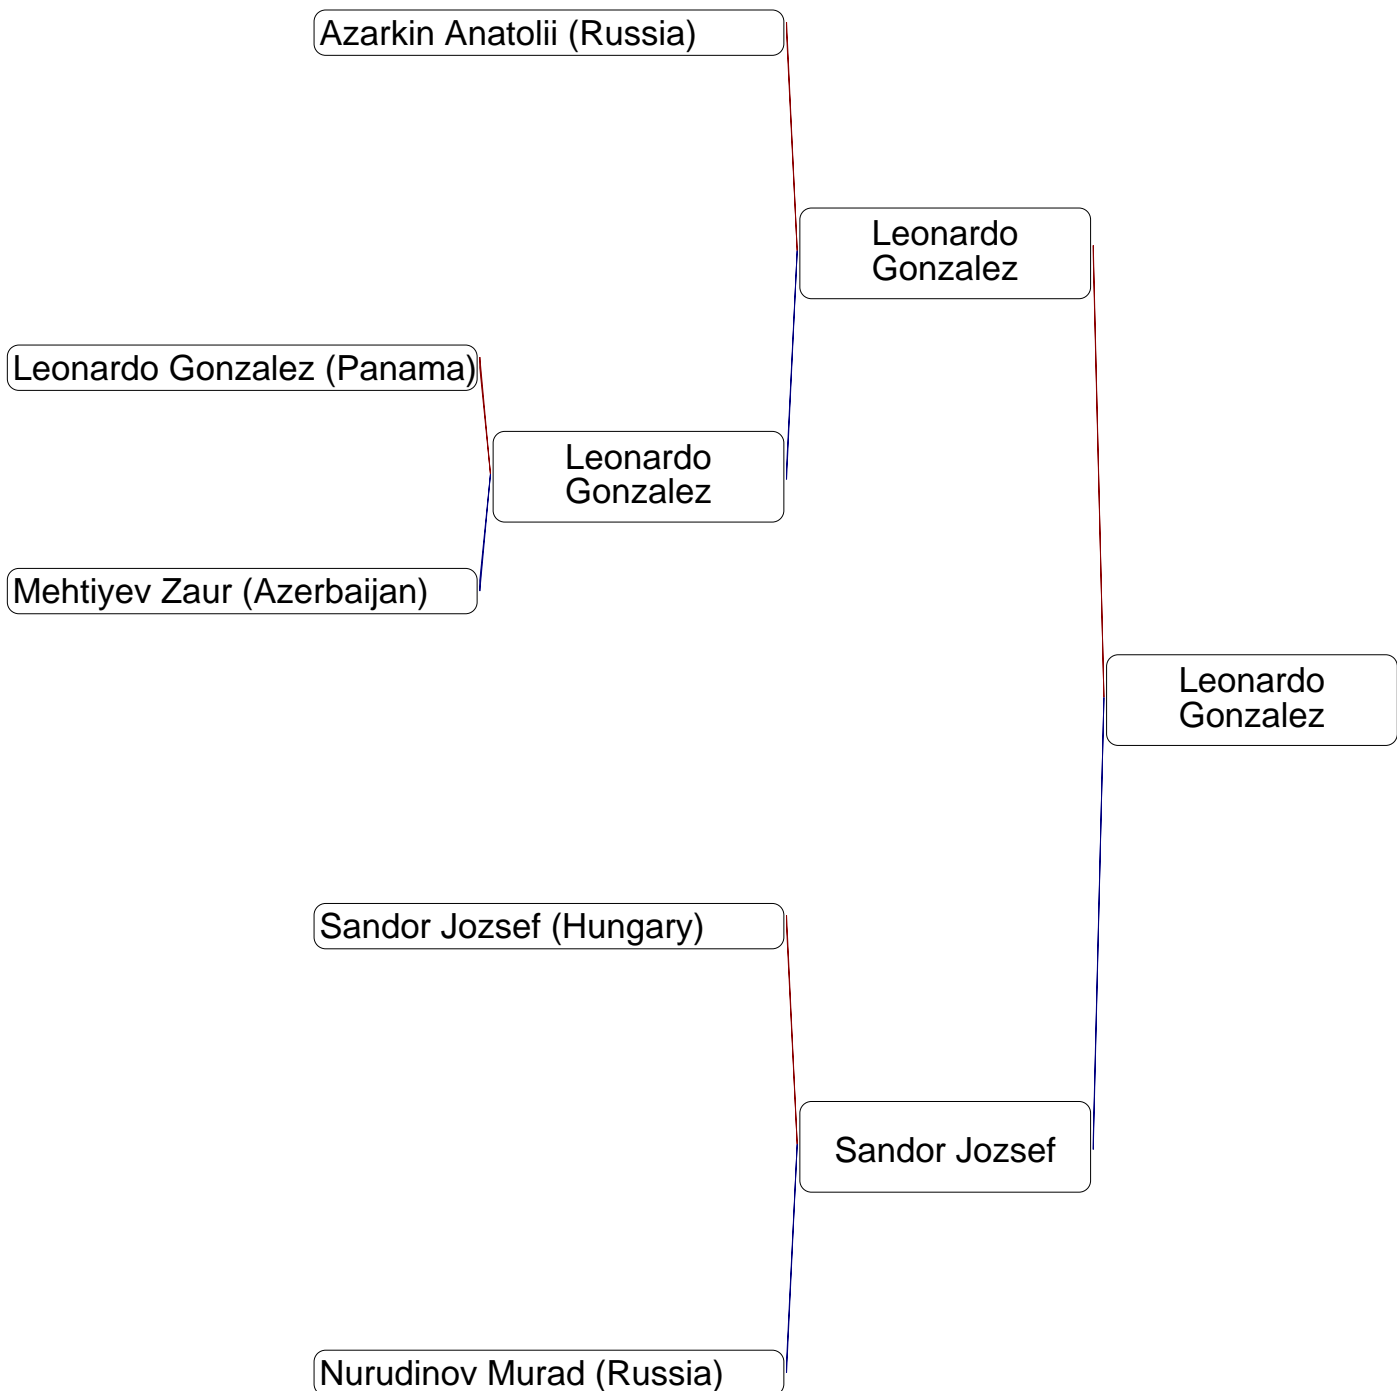 Azarkin Anatolii (Russia)
Leonardo
Gonzalez
Leonardo Gonzalez (Panama)
Leonardo
Gonzalez
Mehtiyev Zaur (Azerbaijan)
Leonardo
Gonzalez
Sandor Jozsef (Hungary)
Sandor Jozsef
Nurudinov Murad (Russia)